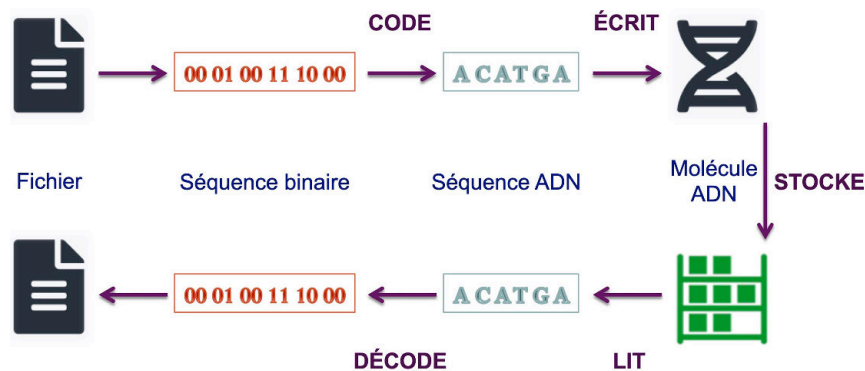 CODE
ÉCRIT
00 01 00 11 10 00
ACATGA
Fichier
Séquence binaire
Séquence ADN
Molécule
ADN
STOCKE
00 01 00 11 10 00
ACATGA
DÉCODE
LIT